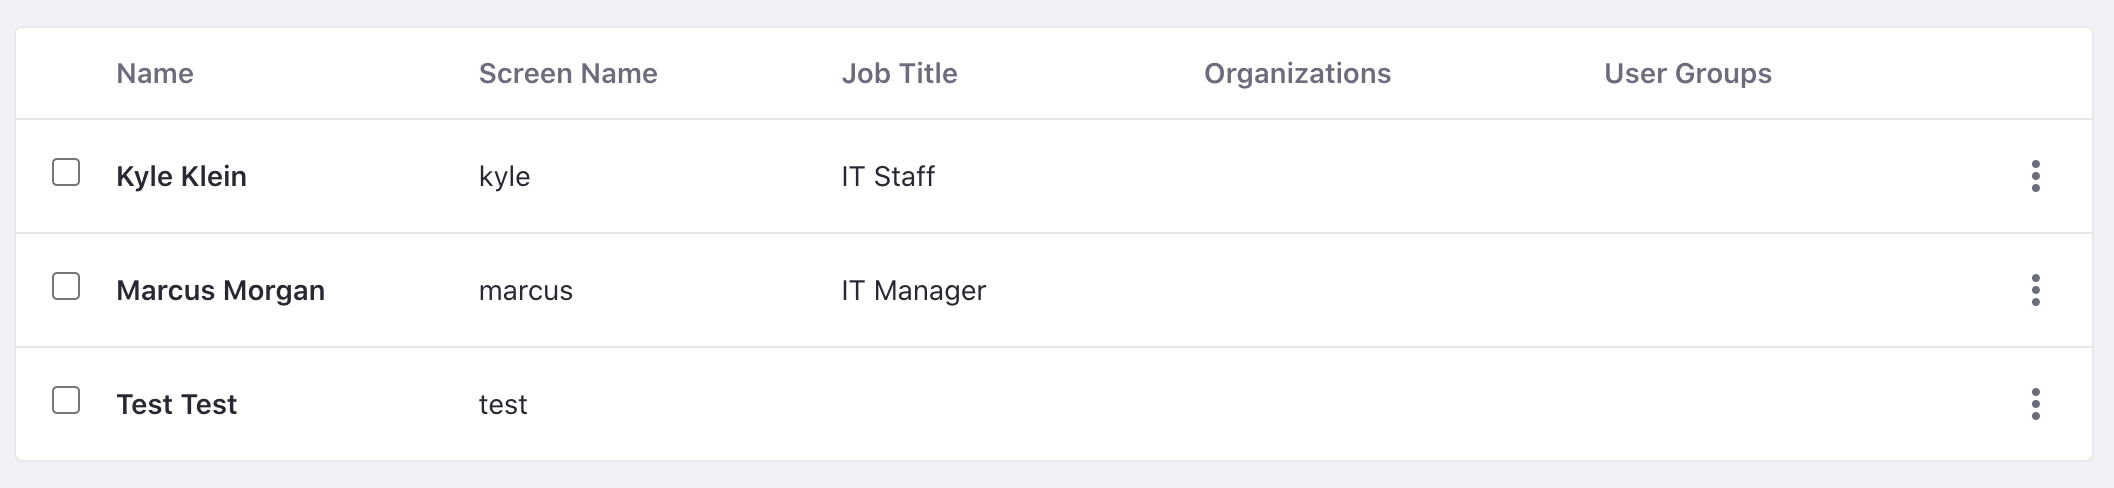 Name Screen Name Job Title Organizations User Groups
Kyle Klein kyle IT Staff
Marcus Morgan marcus IT Manager
Test Test test